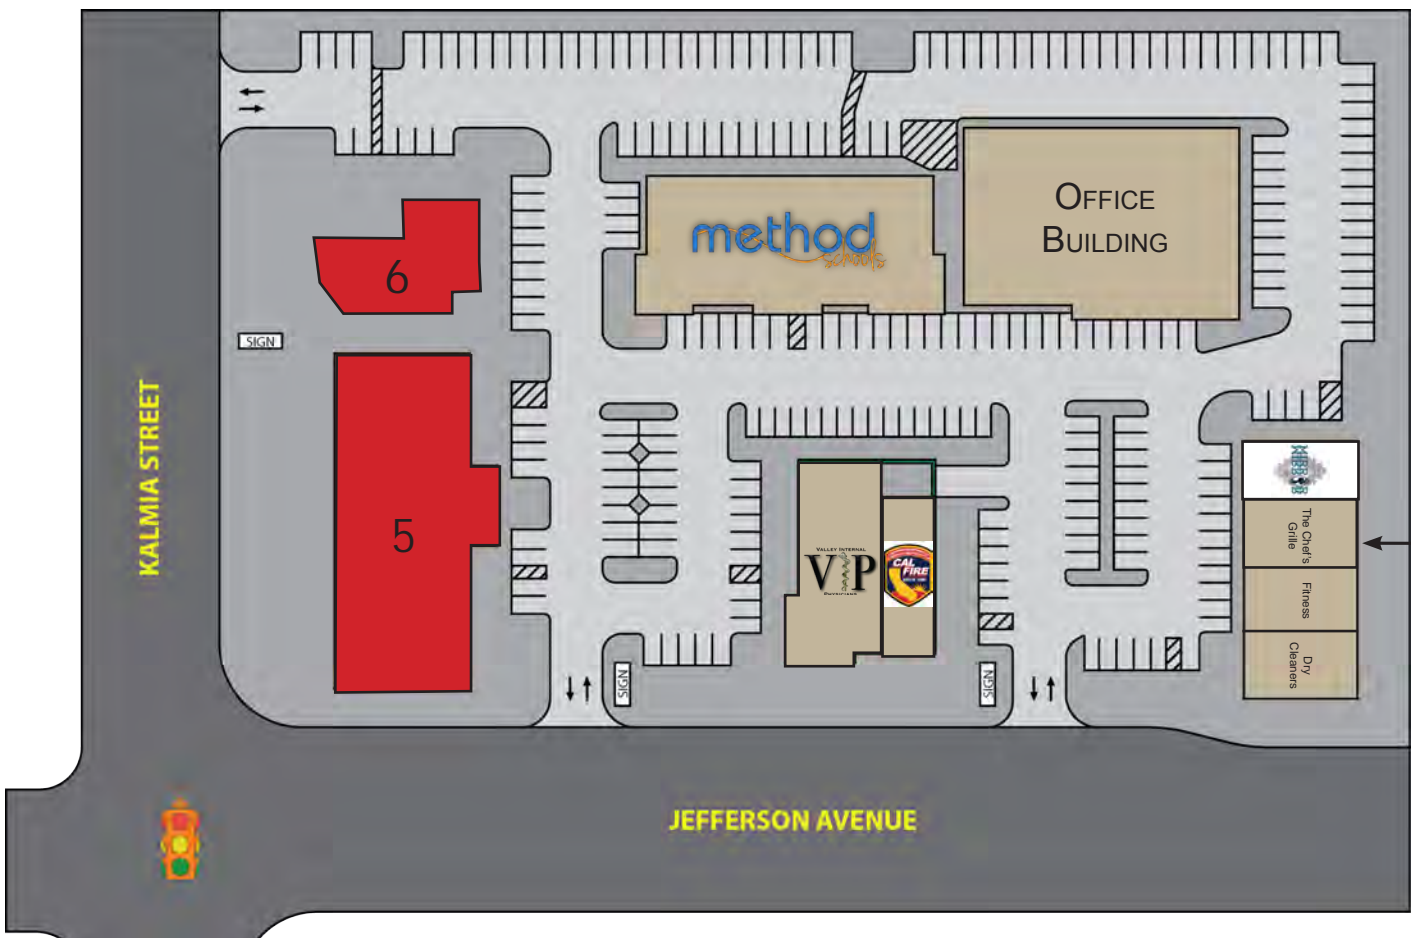 OFFICE
BUILDING
method
schools
6
SIGN
KALMIA STREET
5
VALLEY INTERNAL
VIP
PHYSICIANS
CAL
FIRE
The Chef's
Grille
Fitness
Dry
Cleaners
SIGN
SIGN
JEFFERSON AVENUE